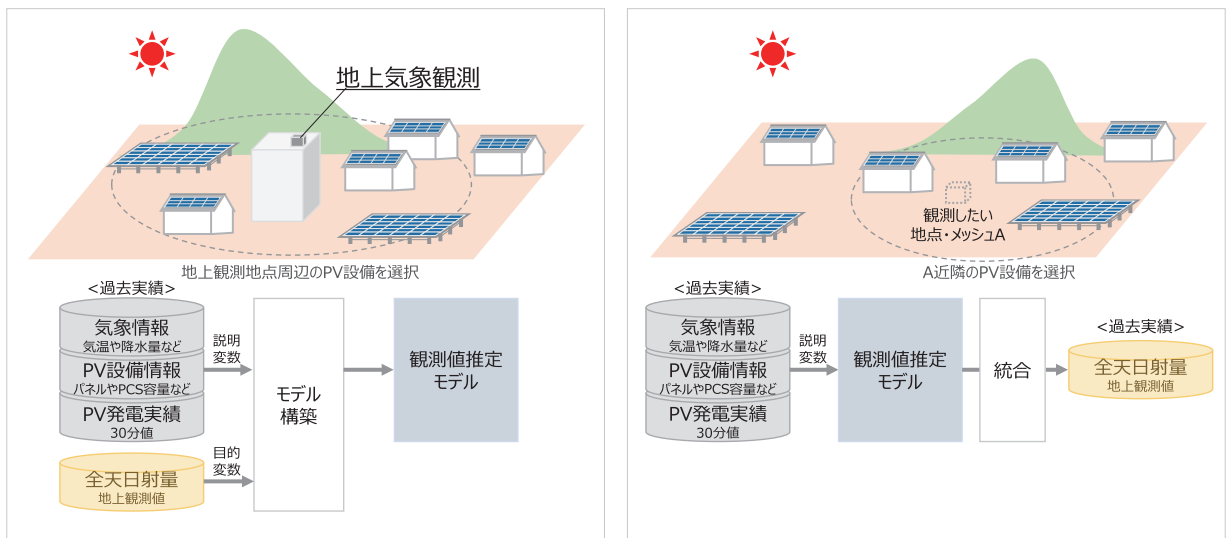 地上気象観測
地上観測地点周辺のPV設備を選択
<過去実績>
気象情報
気温や降水量など
PV設備情報
パネルやPCS容量など
PV発電実績
30分値
説明
変数
全天日射量
地上観測値
目的
変数
モデル
構築
観測値推定
モデル
観測したい
地点・メッシュA
A近隣のPV設備を選択
<過去実績>
気象情報
気温や降水量など
PV設備情報
パネルやPCS容量など
PV発電実績
30分値
説明
変数
観測値推定
モデル
統合
<過去実績>
全天日射量
地上観測値